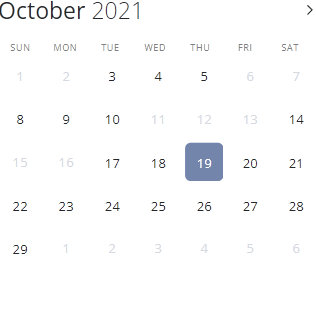 October 2021
SUN MON TUE WED THU FRI SAT
1 2 3 4 5 6 7
8 9 10 11 12 13 14
15 16 17 18 19 20 21
22 23 24 25 26 27 28
29 1 2 3 4 5 6